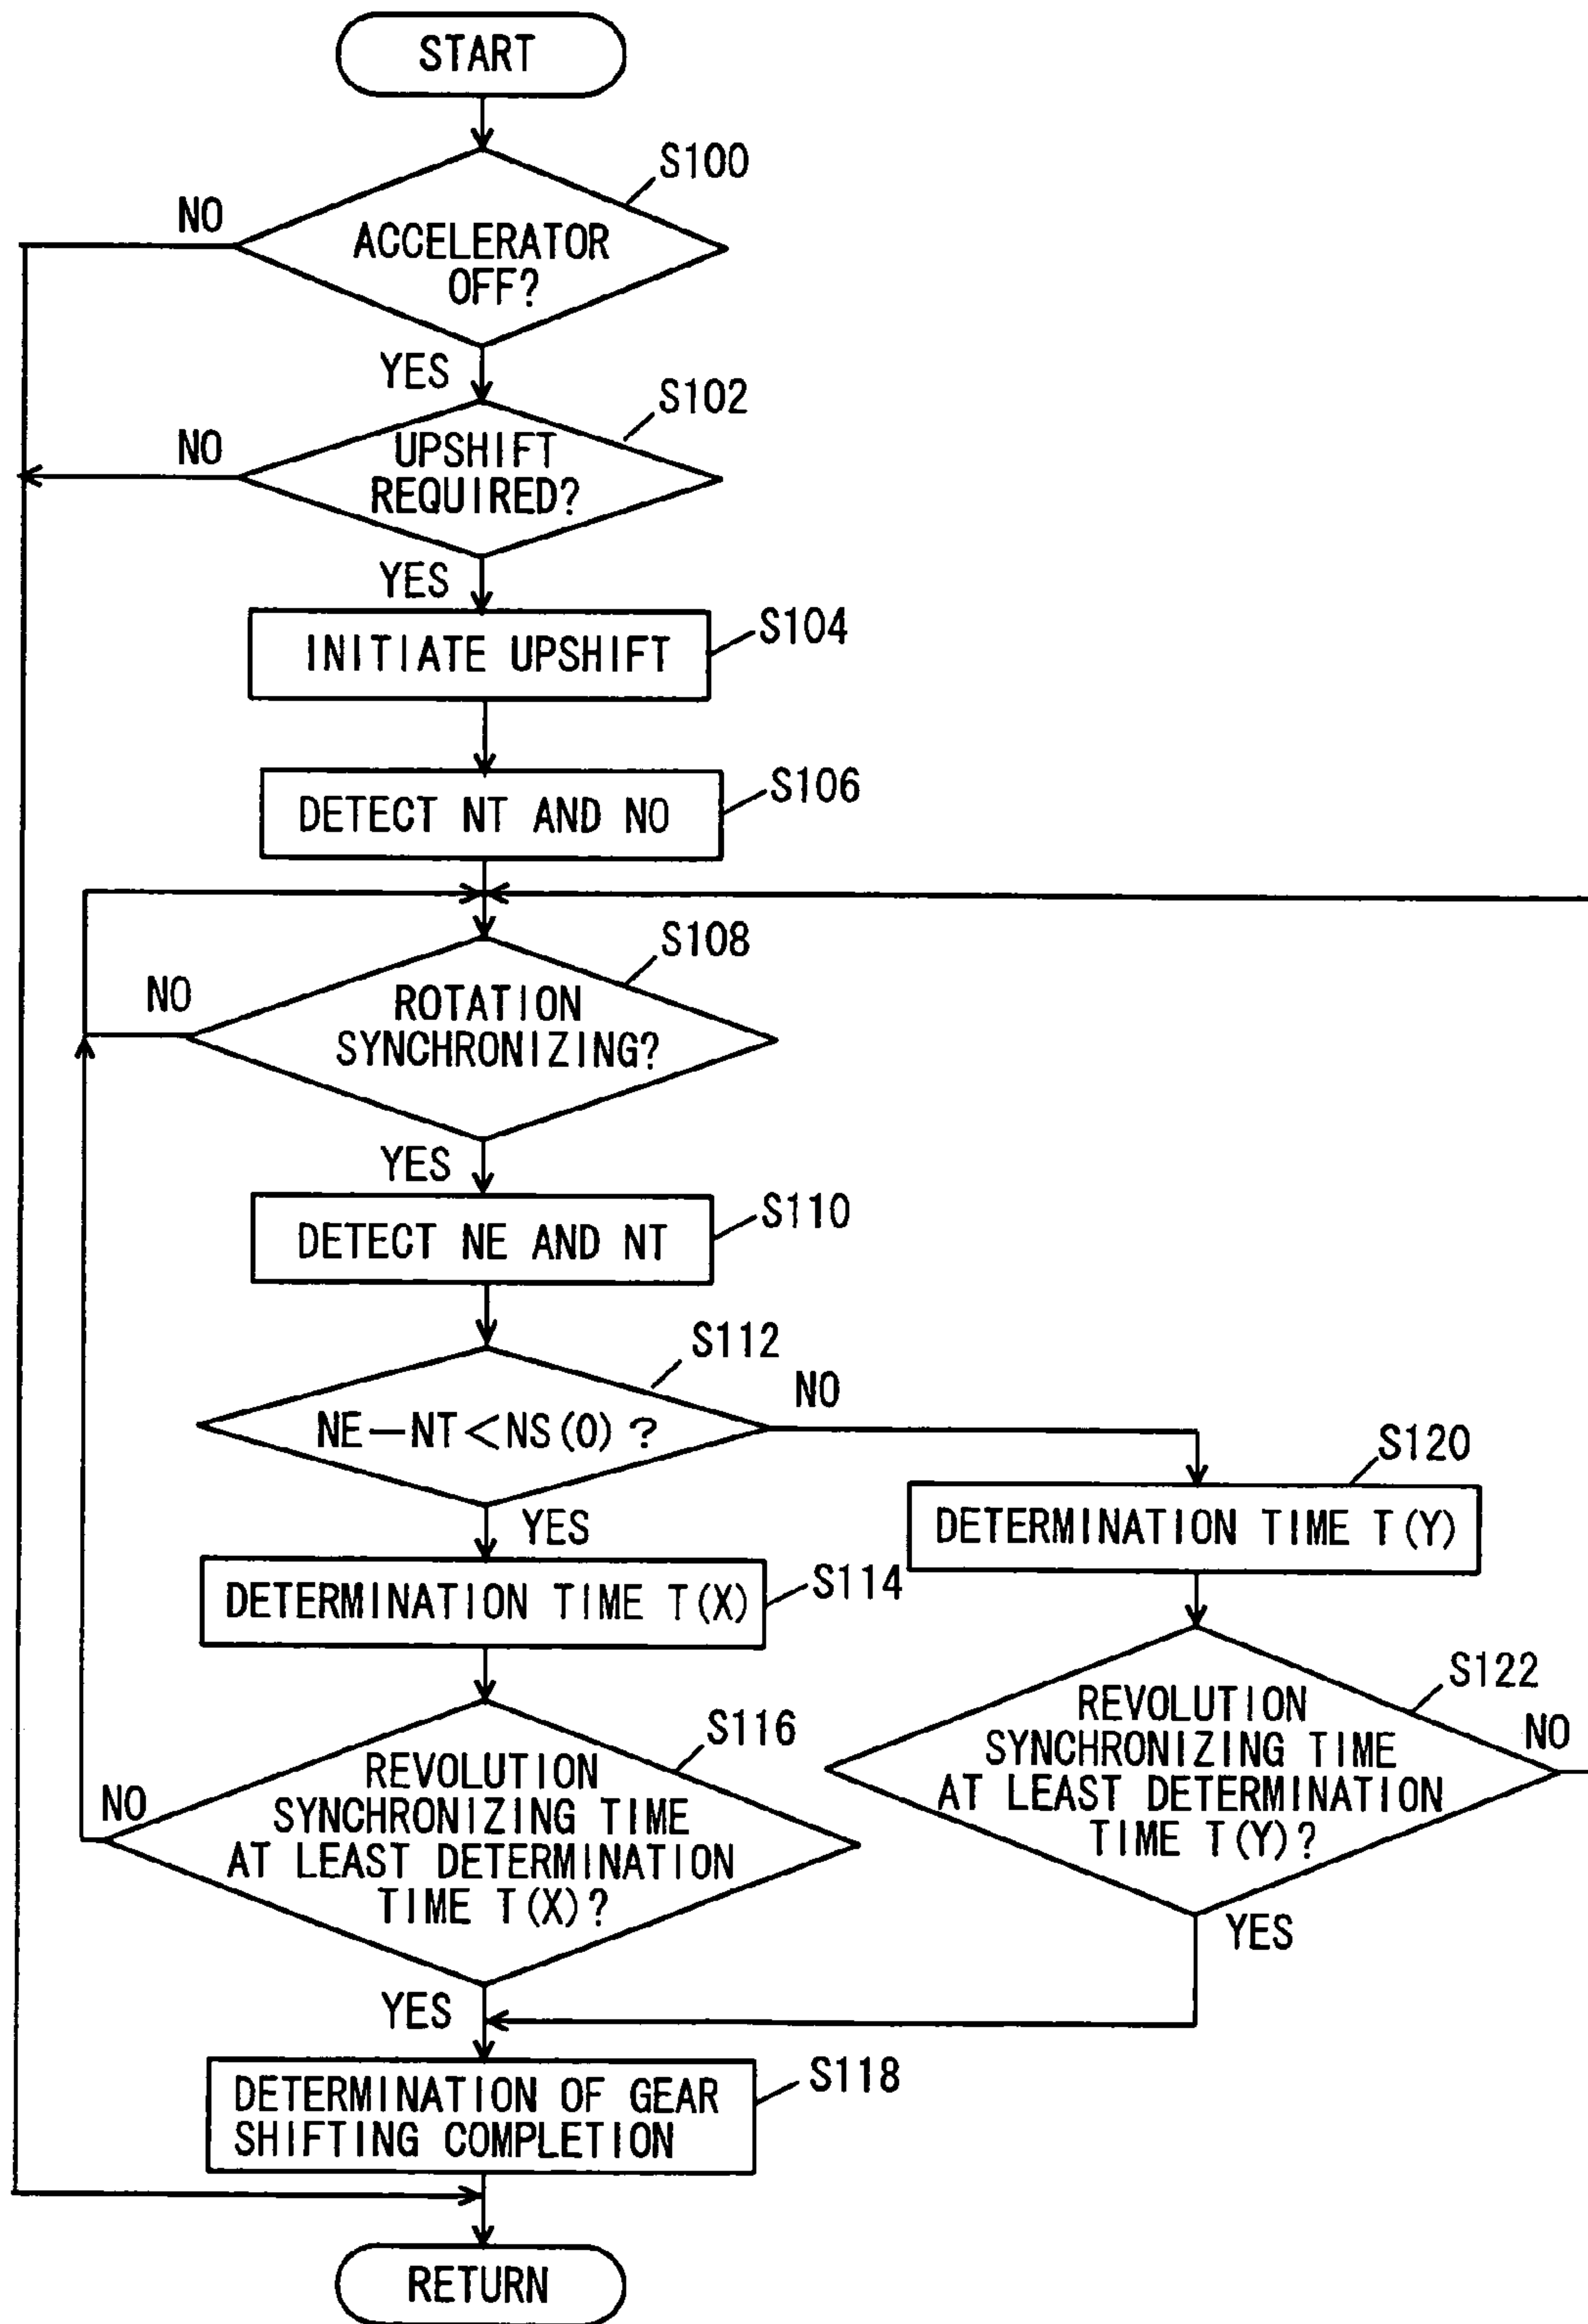 START
S100
NO
ACCELERATOR
OFF?
YES
S102
NO
UPSHIFT
REQUIRED?
YES
S104
INITIATE UPSHIFT
S106
DETECT NT AND NO
S108
NO
ROTATION
SYNCHRONIZING?
YES
S110
DETECT NE AND NT
S112
NO
NE−NT<NS(0)?
YES
S120
DETERMINATION TIME T(Y)
S114
DETERMINATION TIME T(X)
S122
REVOLUTION
SYNCHRONIZING TIME
AT LEAST DETERMINATION
TIME T(Y)?
NO
YES
S116
REVOLUTION
SYNCHRONIZING TIME
AT LEAST DETERMINATION
TIME T(X)?
NO
YES
S118
DETERMINATION OF GEAR
SHIFTING COMPLETION
RETURN